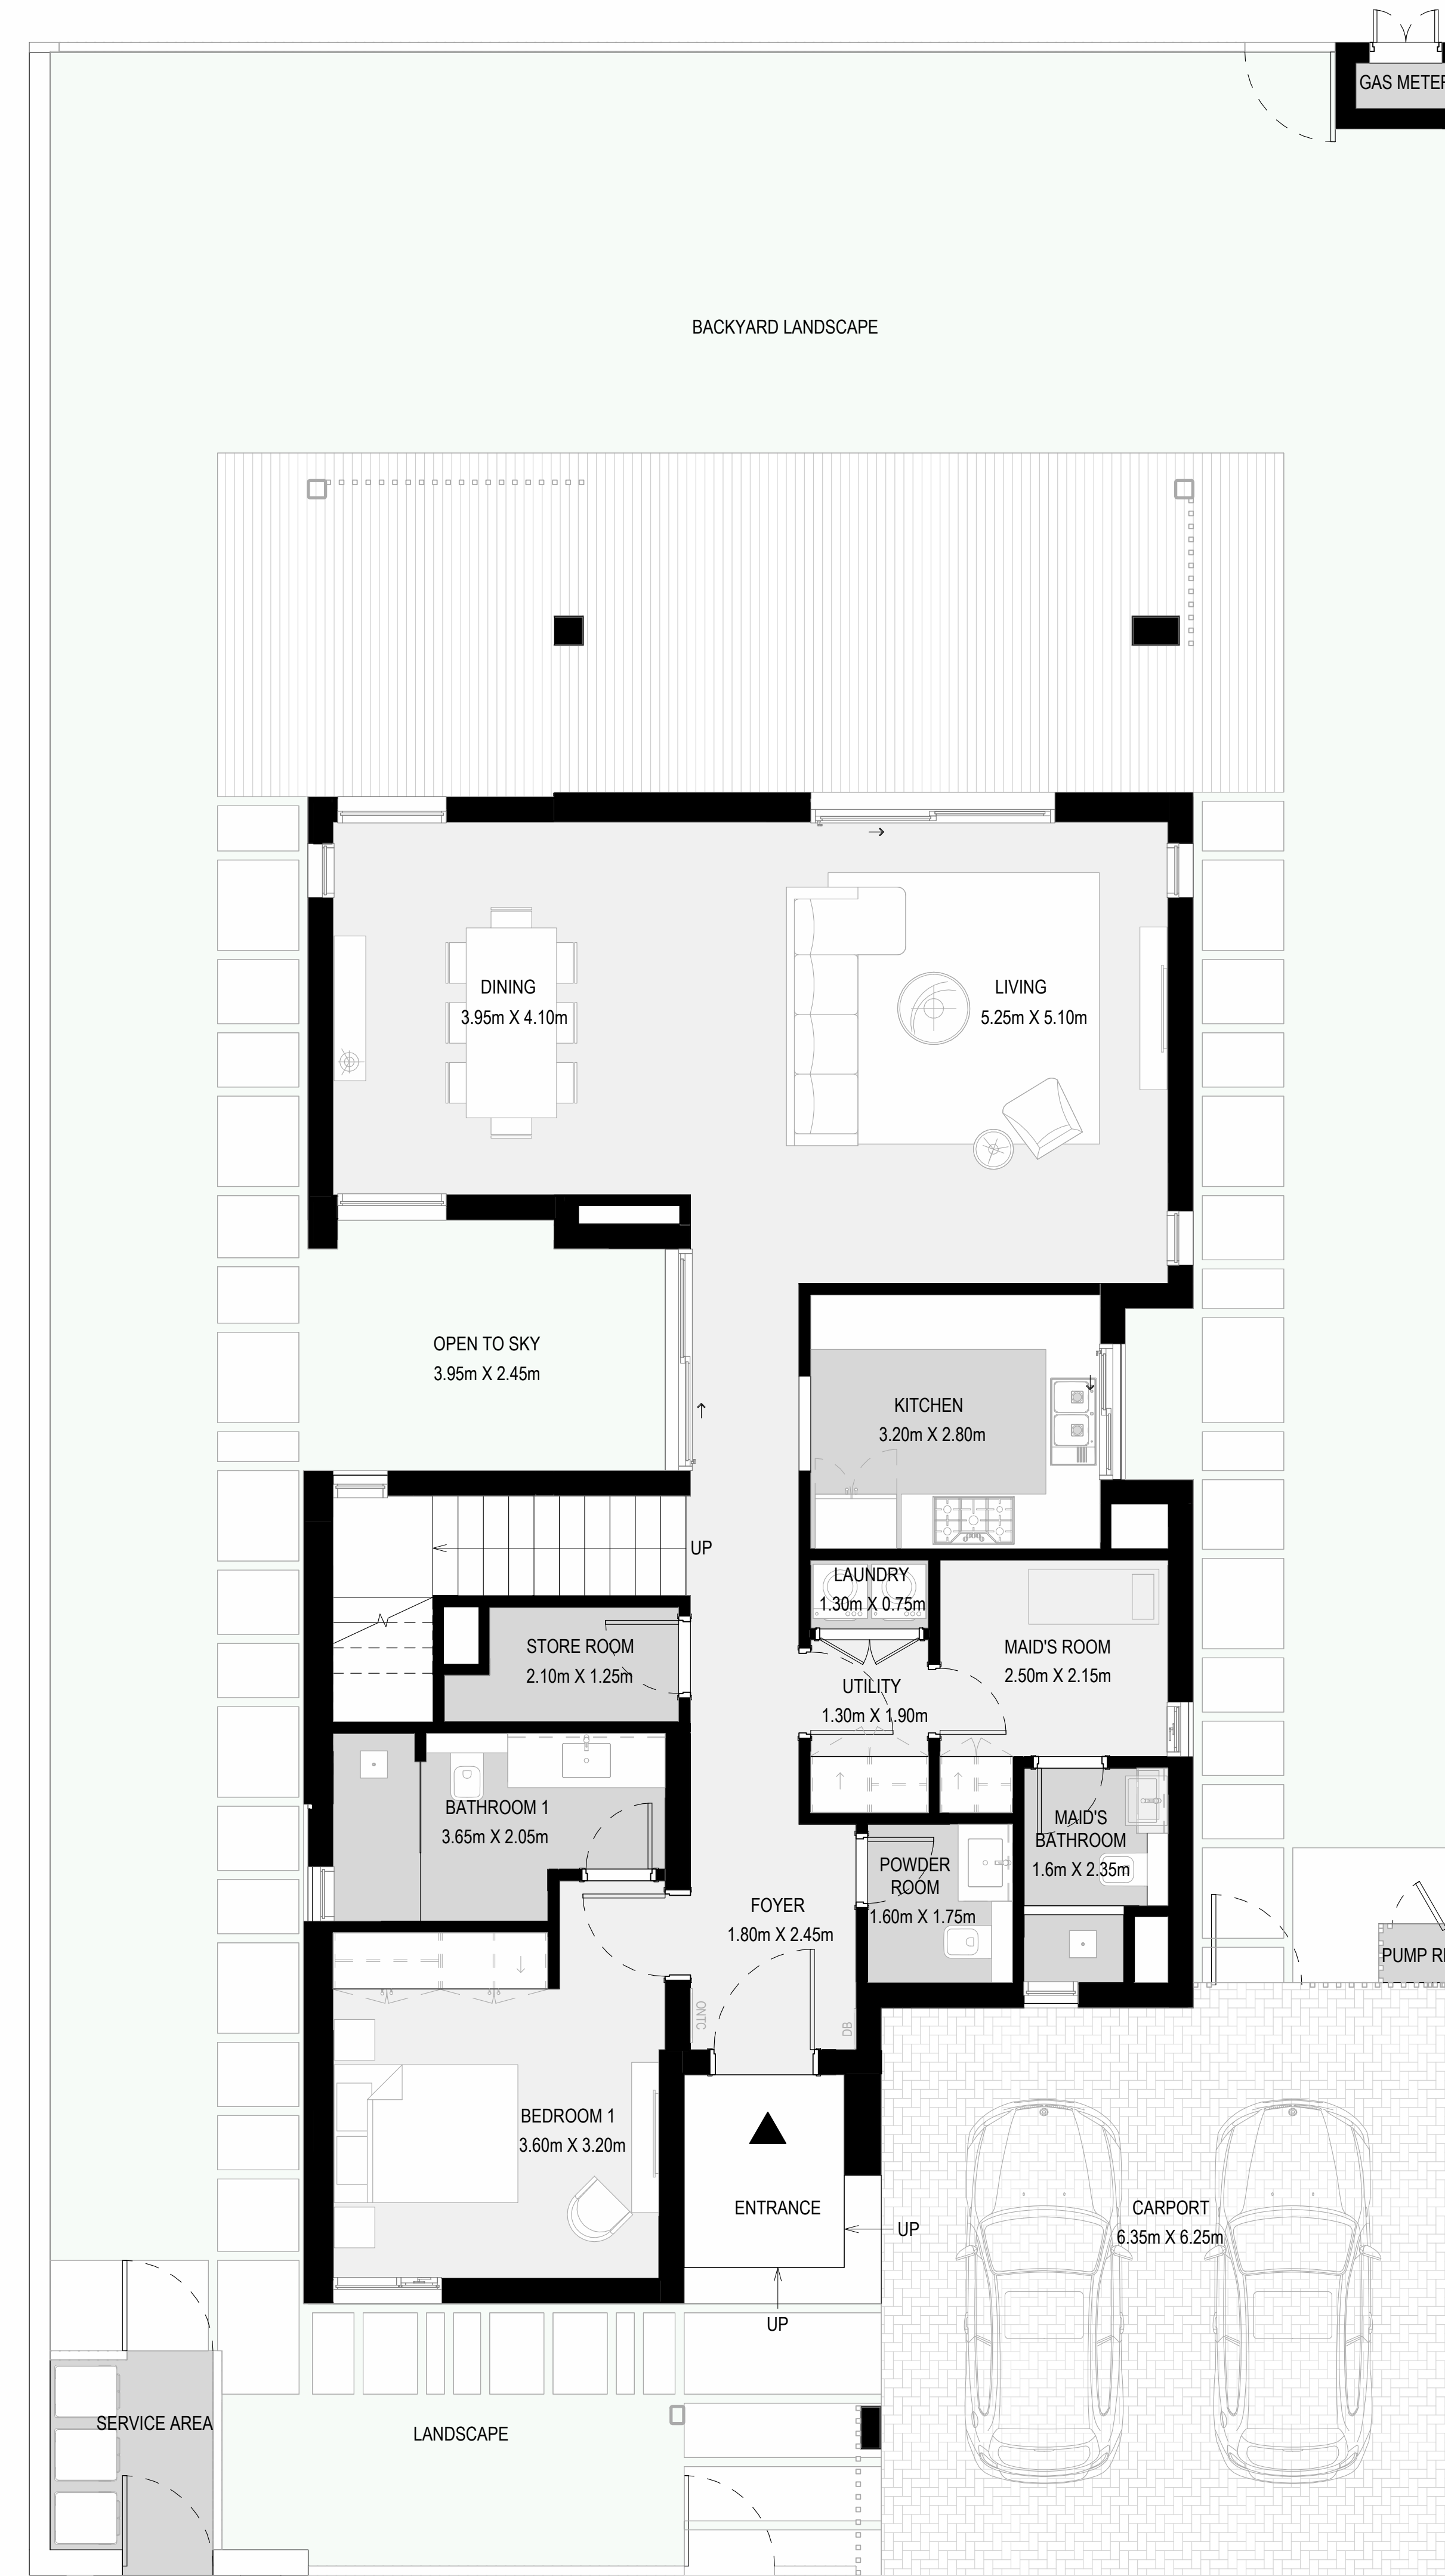 GAS METER
BACKYARD LANDSCAPE
DINING
3.95m X 4.10m
LIVING
5.25m X 5.10m
OPEN TO SKY
3.95m X 2.45m
KITCHEN
3.20m X 2.80m
UP
LAUNDRY
1.30m X 0.75m
STORE ROOM
2.10m X 1.25m
MAID'S ROOM
2.50m X 2.15m
UTILITY
1.30m X 1.90m
BATHROOM 1
3.65m X 2.05m
MAID'S
BATHROOM
1.6m X 2.35m
POWDER
ROOM
1.60m X 1.75m
FOYER
1.80m X 2.45m
PUMP R
ONTC
DB
BEDROOM 1
3.60m X 3.20m
ENTRANCE
UP
CARPORT
6.35m X 6.25m
UP
SERVICE AREA
LANDSCAPE